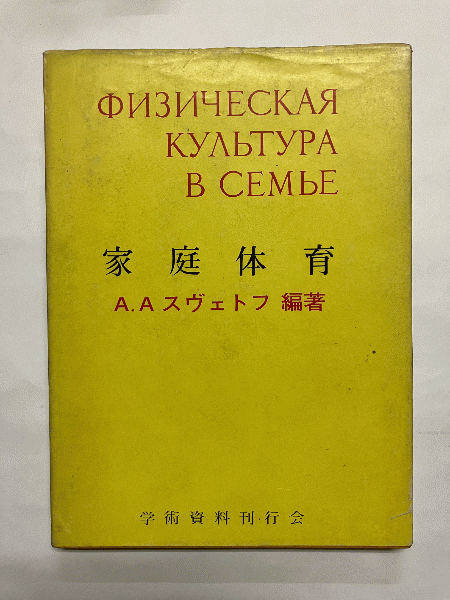 ФИЗИЧЕСКАЯ
КУЛЬТУРА
В СЕМЬЕ
家庭体育
A.A スヴェトフ 編著
学術資料刊行会